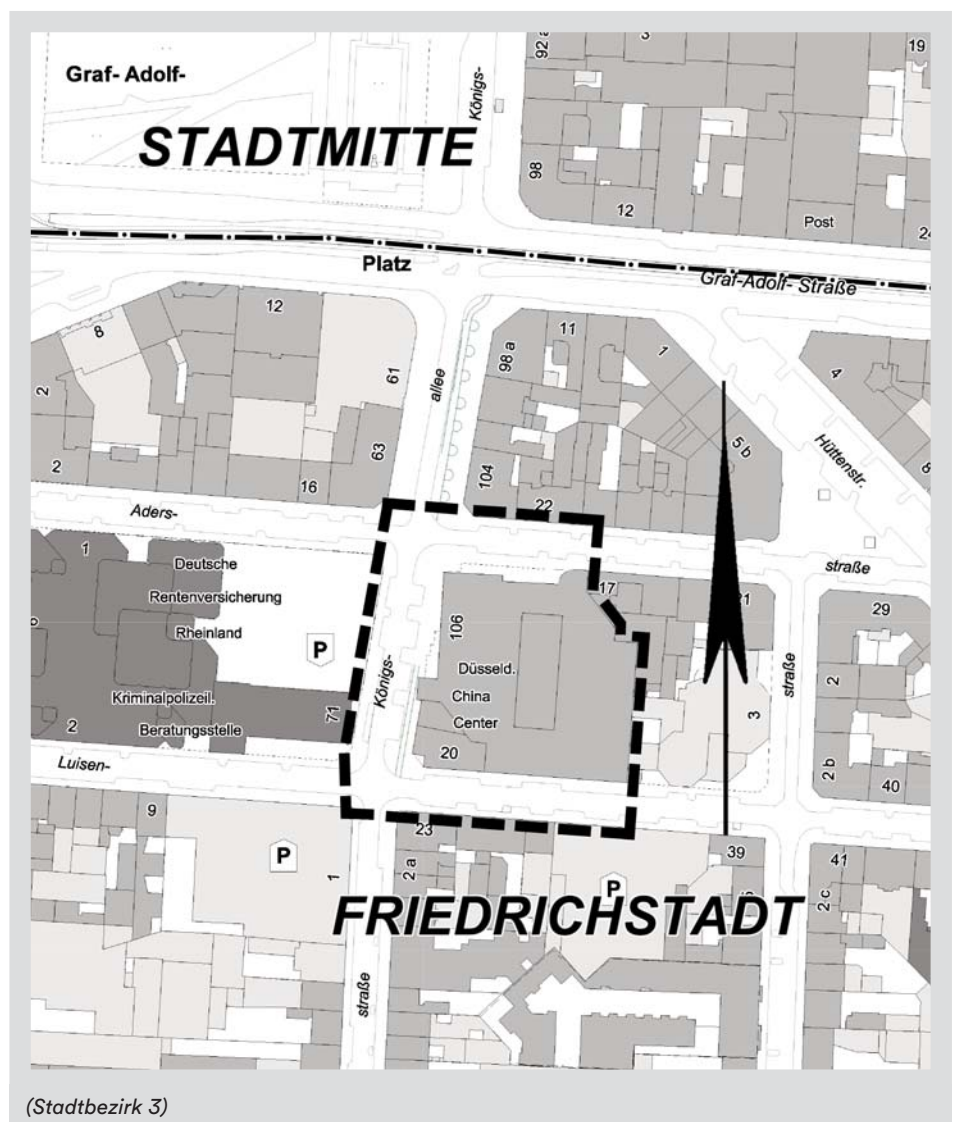 92 a
3
19
Graf- Adolf-
Königs-
STADTMITTE
98
12
Post
24
Platz
Graf-Adolf- Straße
12
8
11
1
4
98 a
61
allee
2
5 b
63
Hüttenstr.
8
2
16
104
22
Aders-
straße
1
Deutsche
17
21
29
Rentenversicherung
Rheinland
106
P
Düsseld.
straße
2
Königs-
China
Kriminalpolizeil.
71
Center
3
2
Beratungsstelle
20
2 b
Luisen-
40
9
23
39
41
P
1
2 a
P
2 c
FRIEDRICHSTADT
straße
(Stadtbezirk 3)